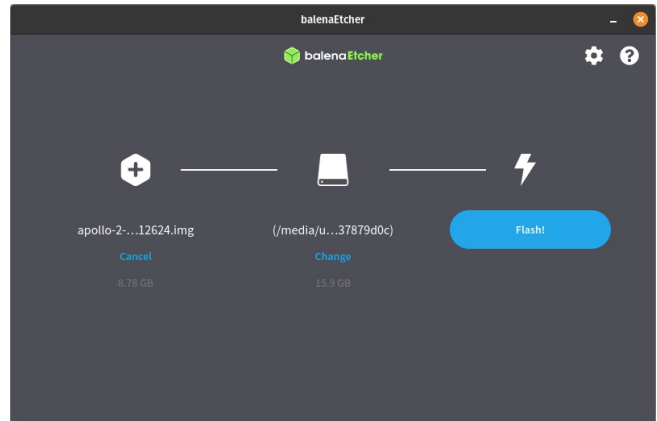 balenaEtcher
balenaEtcher
apollo-2-...12624.img
(/media/u...37879d0c)
Flash!
Cancel
Change
8.78 GB
15.9 GB